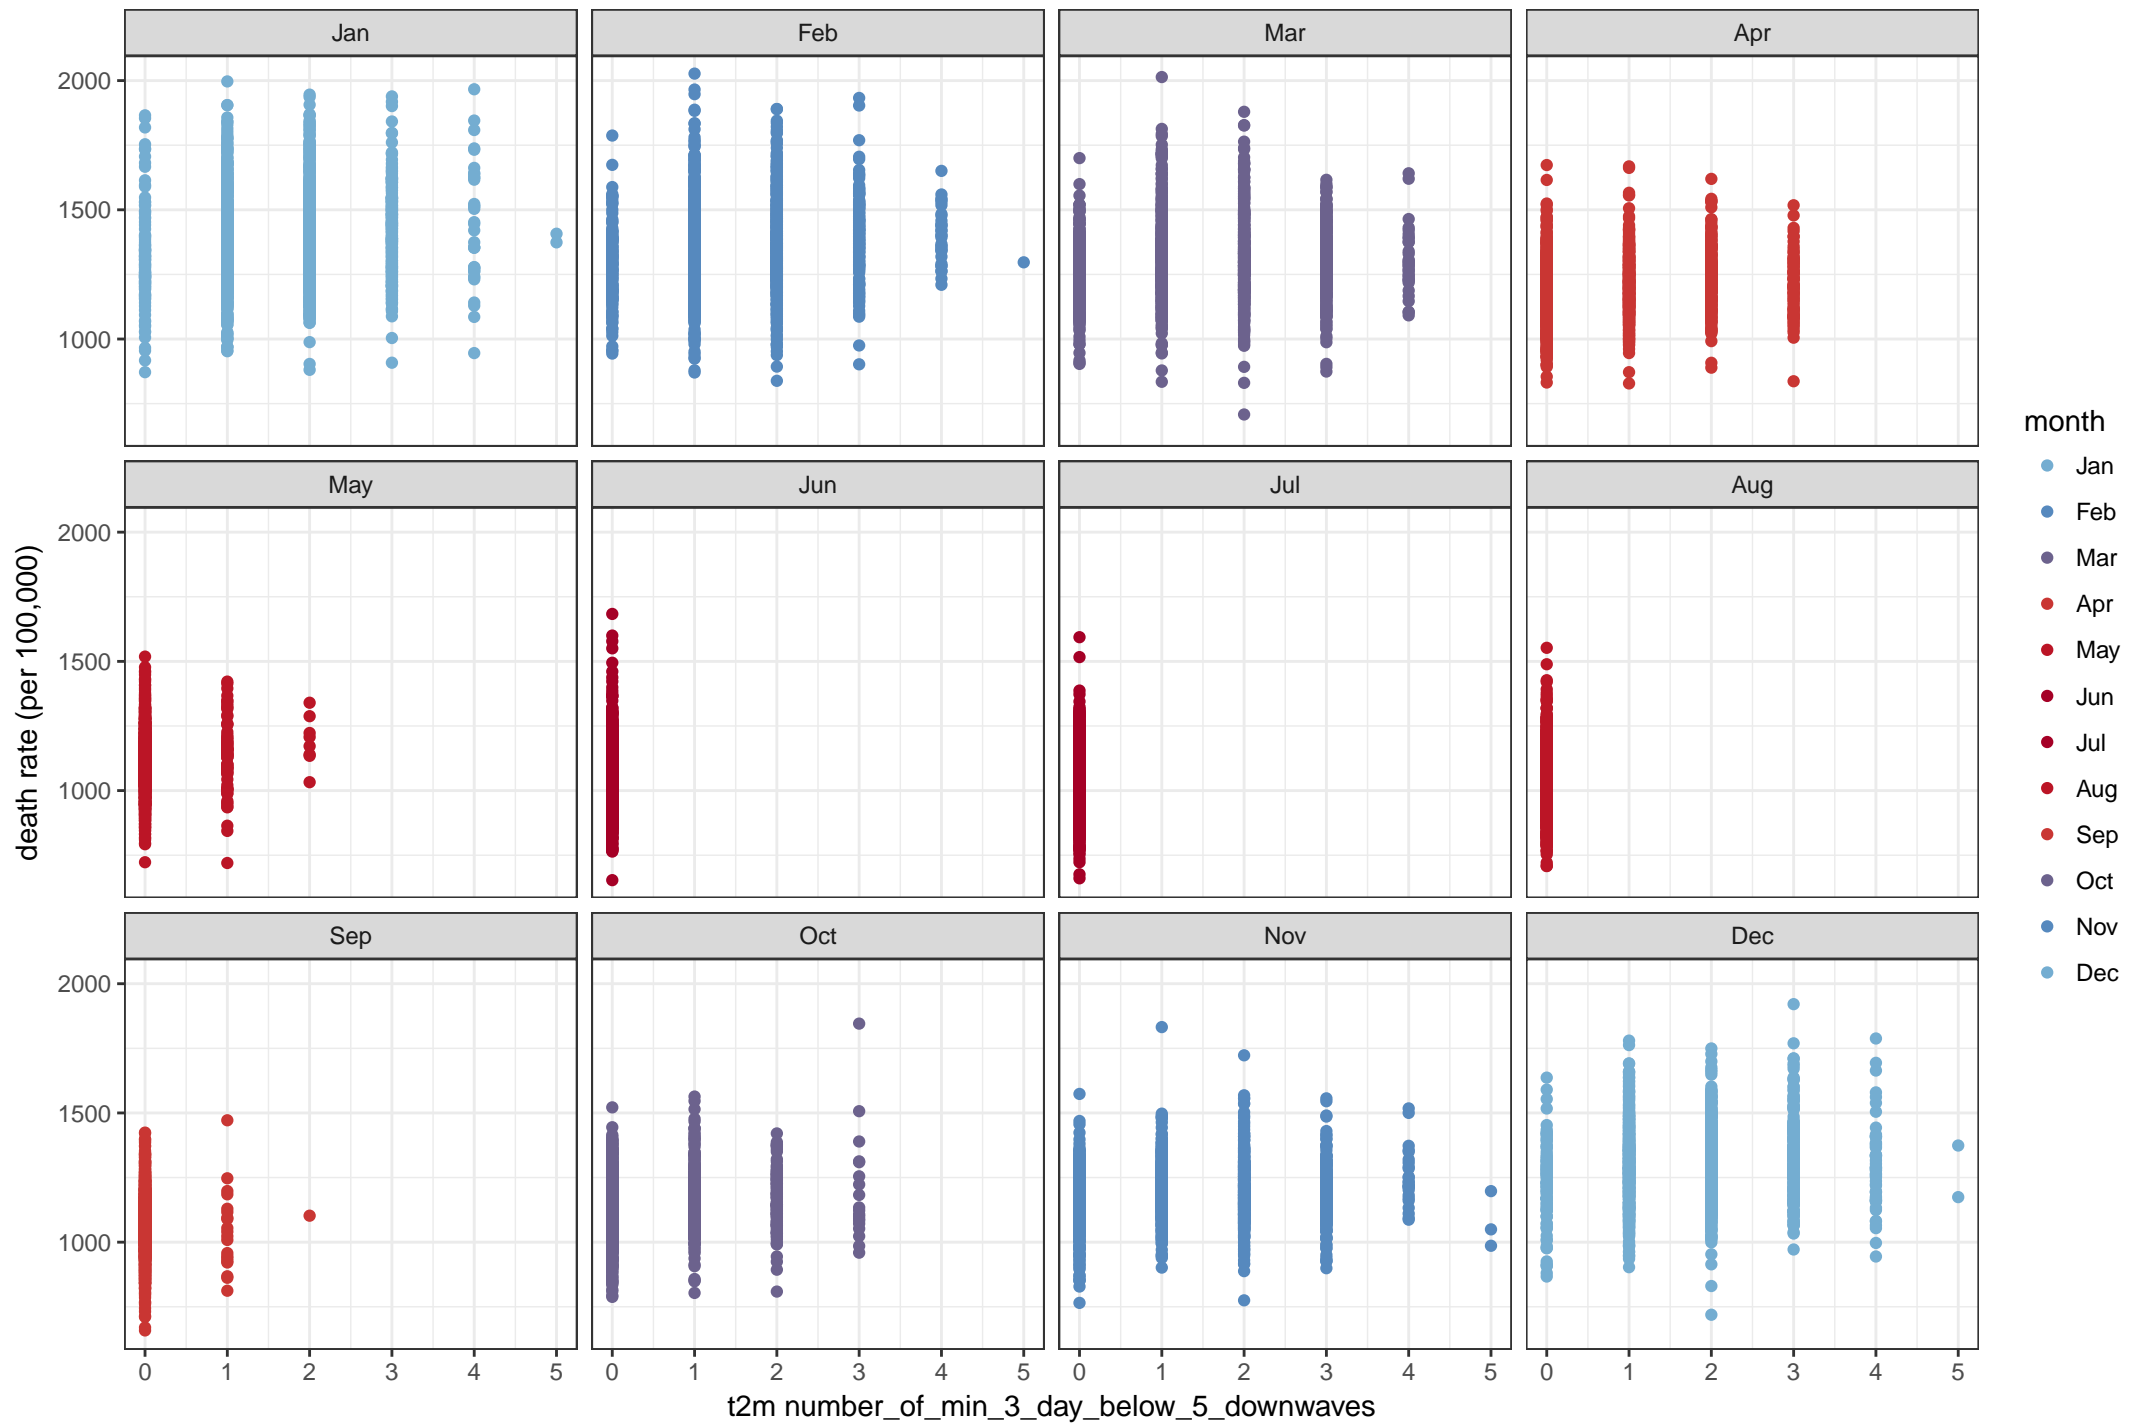 Jan Feb Mar Apr
2000
1500
1000
May Jun Jul Aug
2000
1500
1000
Sep Oct Nov Dec
2000
1500
1000
0 1 2 3 4 5 0 1 2 3 4 5 0 1 2 3 4 5 0 1 2 3 4 5
t2m number_of_min_3_day_below_5_downwaves
death rate (per 100,000)
month
Jan
Feb
Mar
Apr
May
Jun
Jul
Aug
Sep
Oct
Nov
Dec